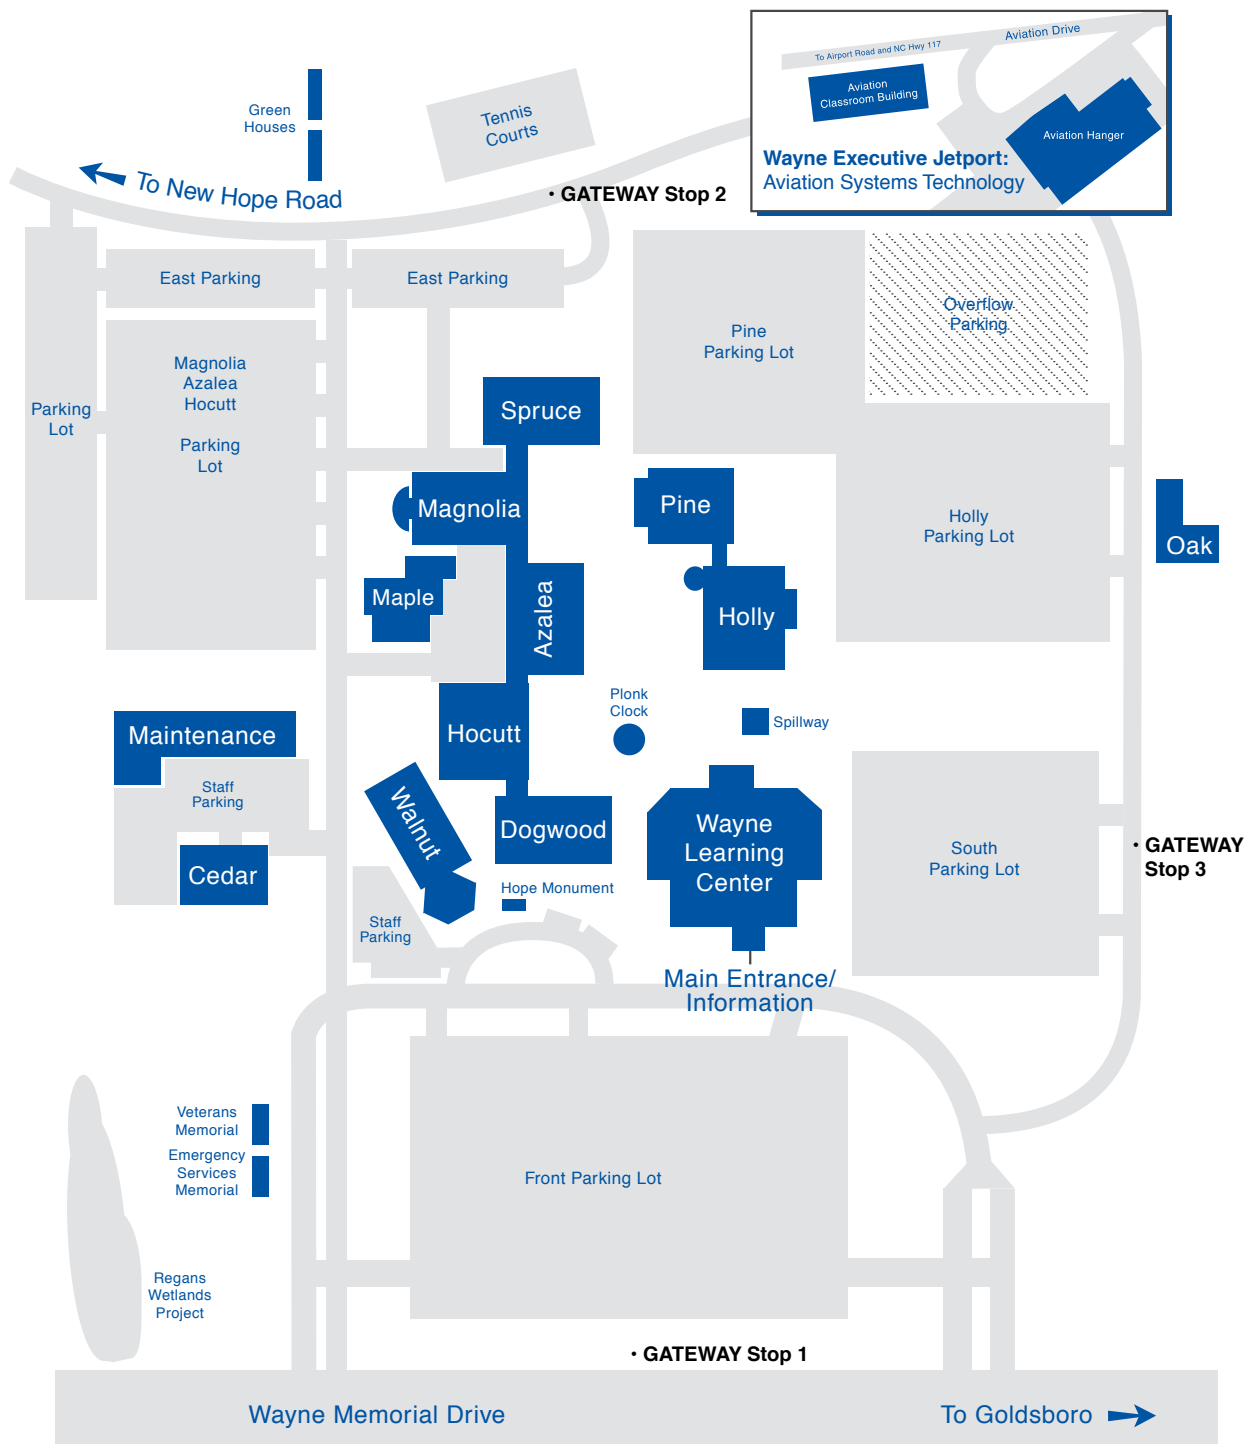 To Airport Road and NC Hwy 117
Aviation Drive
Aviation
Classroom Building
Aviation Hanger
Wayne Executive Jetport:
Aviation Systems Technology
Green
Houses
Tennis
Courts
To New Hope Road
• GATEWAY Stop 2
East Parking
East Parking
Overflow
Parking
Pine
Parking Lot
Magnolia
Azalea
Hocutt
Parking
Lot
Parking
Lot
Spruce
Magnolia
Pine
Holly
Parking Lot
Oak
Maple
Azalea
Holly
Plonk
Clock
Spillway
Maintenance
Hocutt
Staff
Parking
Walnut
Dogwood
Wayne
Learning
Center
South
Parking Lot
• GATEWAY
Stop 3
Cedar
Hope Monument
Staff
Parking
Main Entrance/
Information
Veterans
Memorial
Emergency
Services
Memorial
Front Parking Lot
Regans
Wetlands
Project
• GATEWAY Stop 1
Wayne Memorial Drive
To Goldsboro